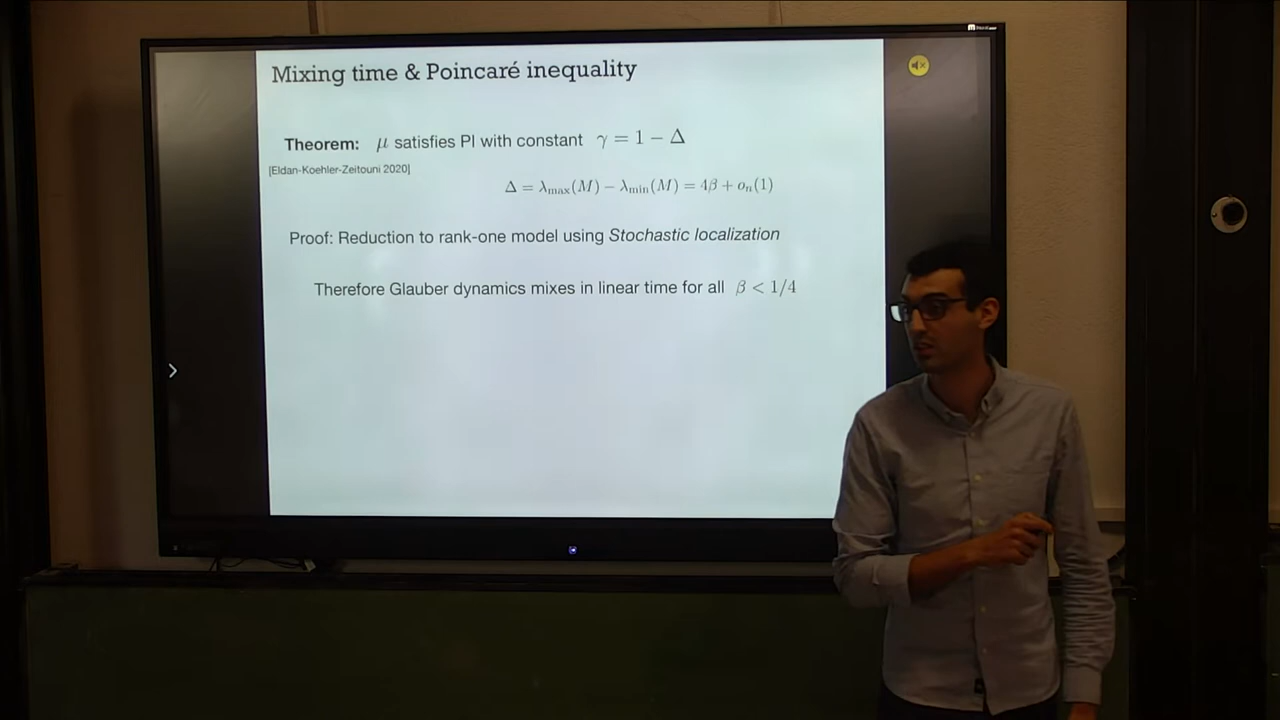 Mixing time & Poincaré inequality
Theorem: μ satisfies PI with constant γ = 1 − Δ
[Eldan-Koehler-Zeitouni 2020]
Δ = λmax(M) − λmin(M) = 4β + oₙ(1)
Proof: Reduction to rank-one model using Stochastic localization
Therefore Glauber dynamics mixes in linear time for all β < 1/4